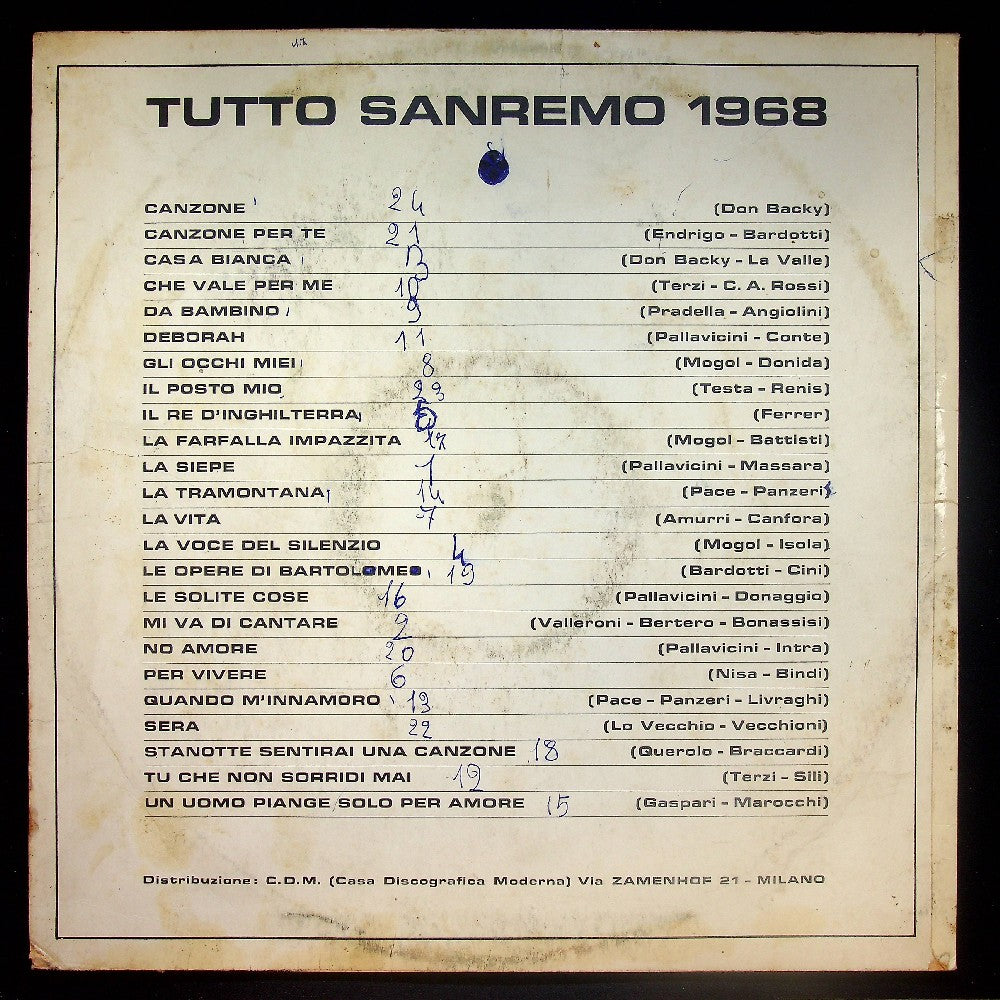 TUTTO SANREMO 1968
CANZONE 24 (Don Backy)
CANZONE PER TE 21 (Endrigo - Bardotti)
CASA BIANCA (Don Backy - La Valle)
CHE VALE PER ME 10 (Terzi - C. A. Rossi)
DA BAMBINO 9 (Pradella - Angiolini)
DEBORAH 11 (Pallavicini - Conte)
GLI OCCHI MIEI 8 (Mogol - Donida)
IL POSTO MIO 23 (Testa - Renis)
IL RE D'INGHILTERRA (Ferrer)
LA FARFALLA IMPAZZITA 17 (Mogol - Battisti)
LA SIEPE 1 (Pallavicini - Massara)
LA TRAMONTANA 14 (Pace - Panzeri)
LA VITA 7 (Amurri - Canfora)
LA VOCE DEL SILENZIO 4 (Mogol - Isola)
LE OPERE DI BARTOLOMEO 19 (Bardotti - Cini)
LE SOLITE COSE 16 (Pallavicini - Donaggio)
MI VA DI CANTARE 2 (Valleroni - Bertero - Bonassisi)
NO AMORE 20 (Pallavicini - Intra)
PER VIVERE 6 (Nisa - Bindi)
QUANDO M'INNAMORO 13 (Pace - Panzeri - Livraghi)
SERA 22 (Lo Vecchio - Vecchioni)
STANOTTE SENTIRAI UNA CANZONE 18 (Querolo - Braccardi)
TU CHE NON SORRIDI MAI 12 (Terzi - Sili)
UN UOMO PIANGE SOLO PER AMORE 15 (Gaspari - Marocchi)
Distribuzione: C.D.M. (Casa Discografica Moderna) Via ZAMENHOF 21 - MILANO